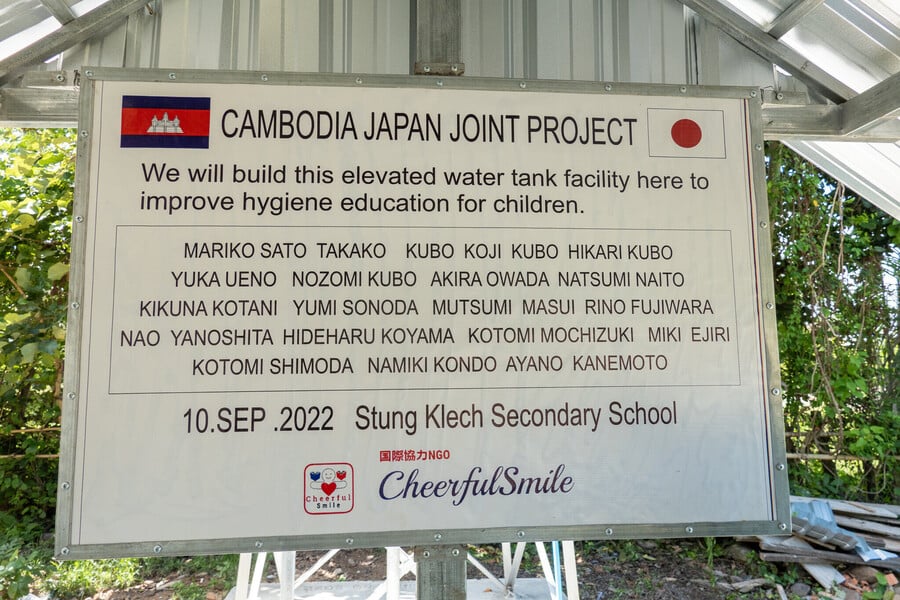 CAMBODIA JAPAN JOINT PROJECT
We will build this elevated water tank facility here to
improve hygiene education for children.
MARIKO SATO TAKAKO KUBO KOJI KUBO HIKARI KUBO
YUKA UENO NOZOMI KUBO AKIRA OWADA NATSUMI NAITO
KIKUNA KOTANI YUMI SONODA MUTSUMI MASUI RINO FUJIWARA
NAO YANOSHITA HIDEHARU KOYAMA KOTOMI MOCHIZUKI MIKI EJIRI
KOTOMI SHIMODA NAMIKI KONDO AYANO KANEMOTO
10.SEP .2022 Stung Klech Secondary School
国際協力NGO
CheerfulSmile
Cheerful
Smile